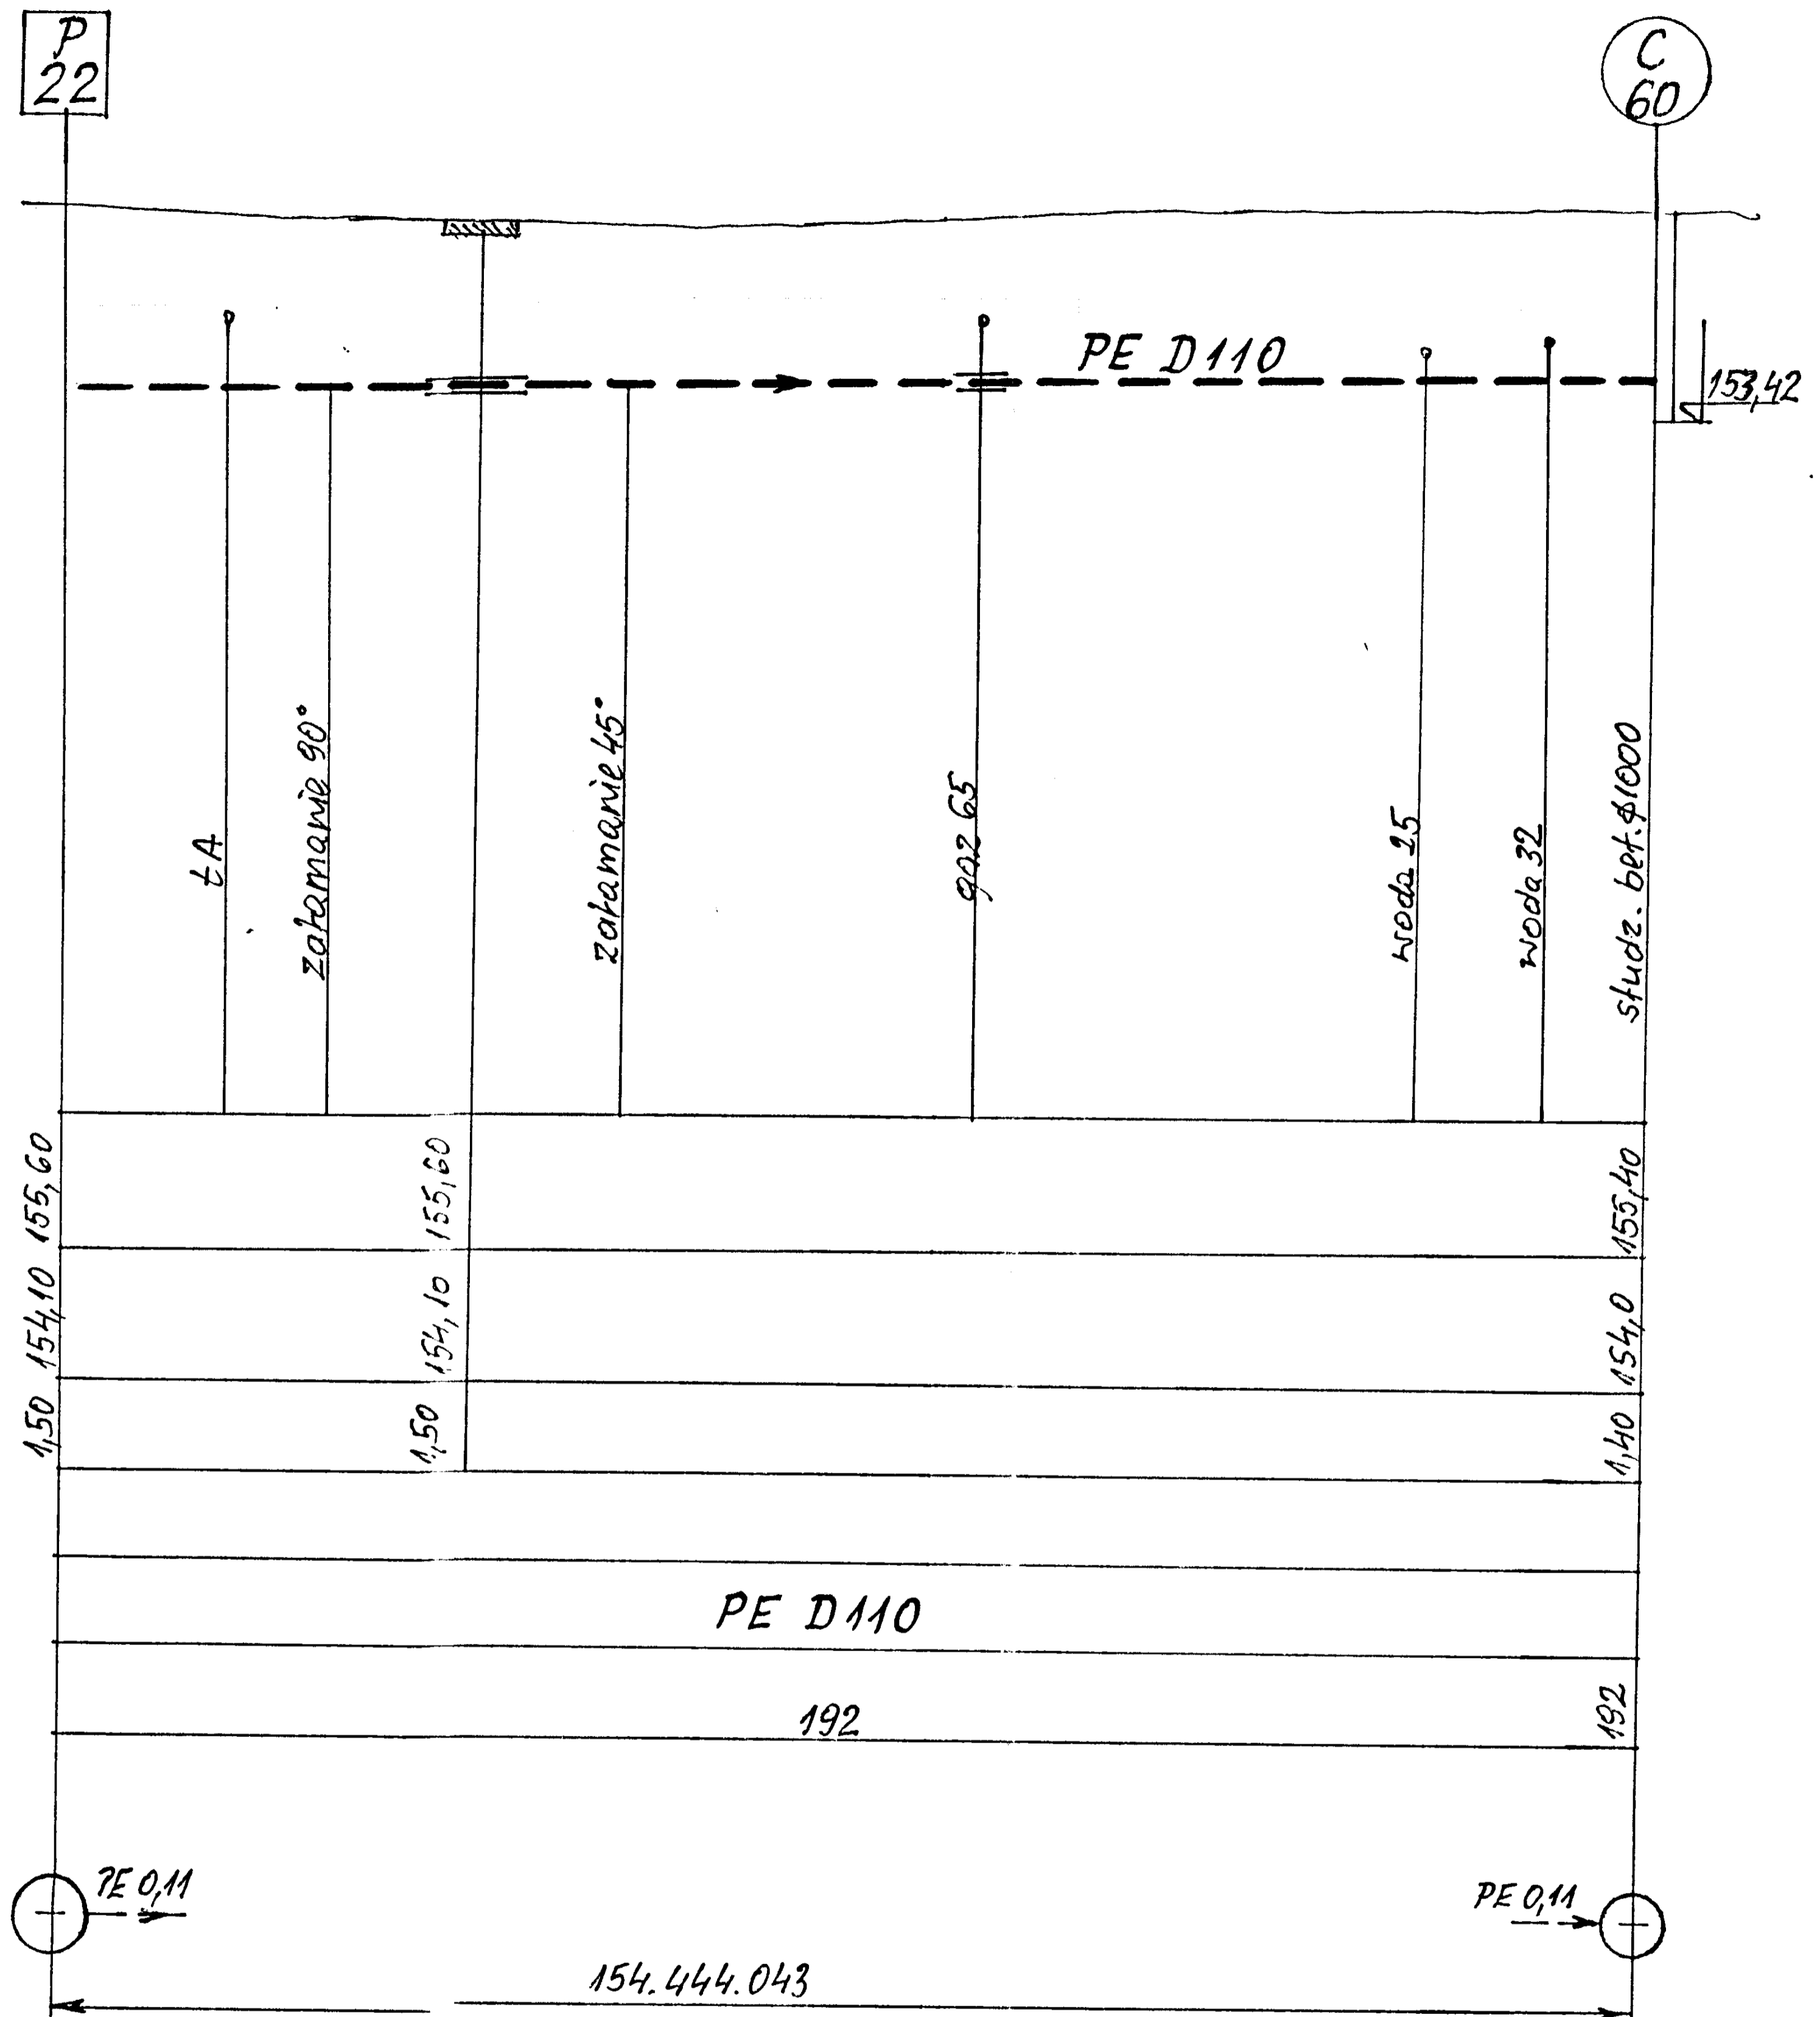 P
22
C
60
PE D110
153,42
tA
załamanie 90°
załamanie 45°
gaz 65
woda 25
woda 32
studz. bet. φ1000
155,60
155,60
155,40
154,10
154,10
154,0
1,50
1,50
1,40
PE D110
192
192
PE 0,11
PE 0,11
154.444.043